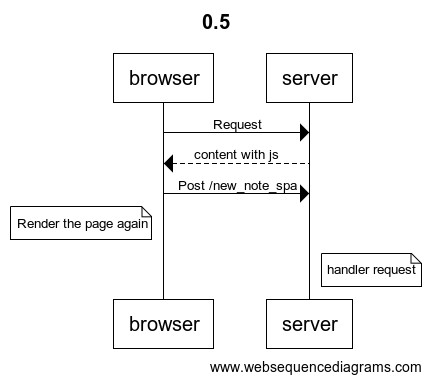 0.5
browser
server
Request
content with js
Post /new_note_spa
Render the page again
handler request
browser
server
www.websequencediagrams.com